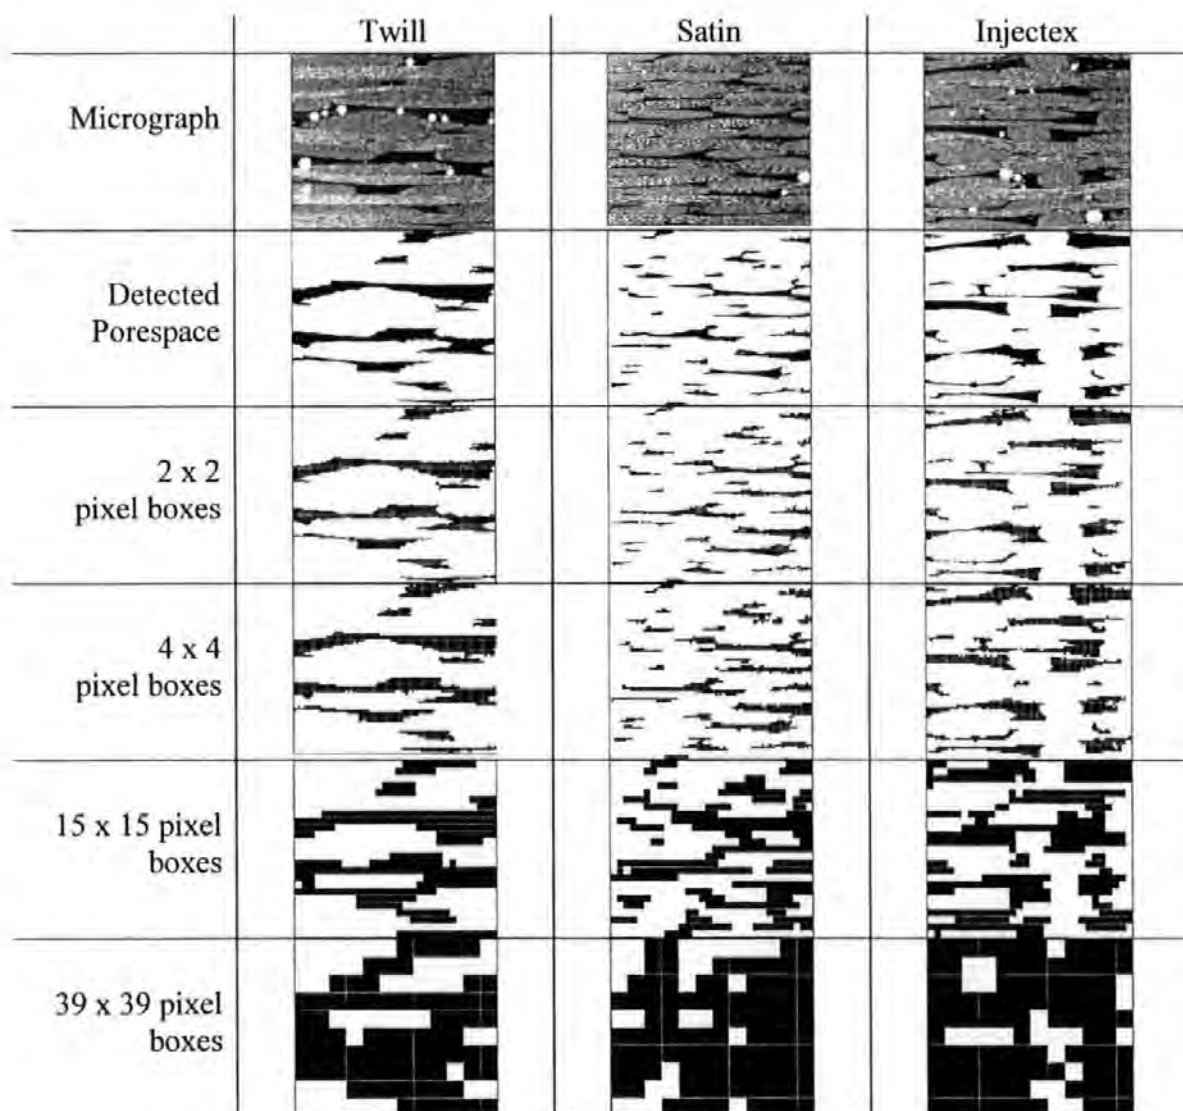 Twill Satin Injectex
Micrograph
Detected
Porespace
2 x 2
pixel boxes
4 x 4
pixel boxes
15 x 15 pixel
boxes
39 x 39 pixel
boxes